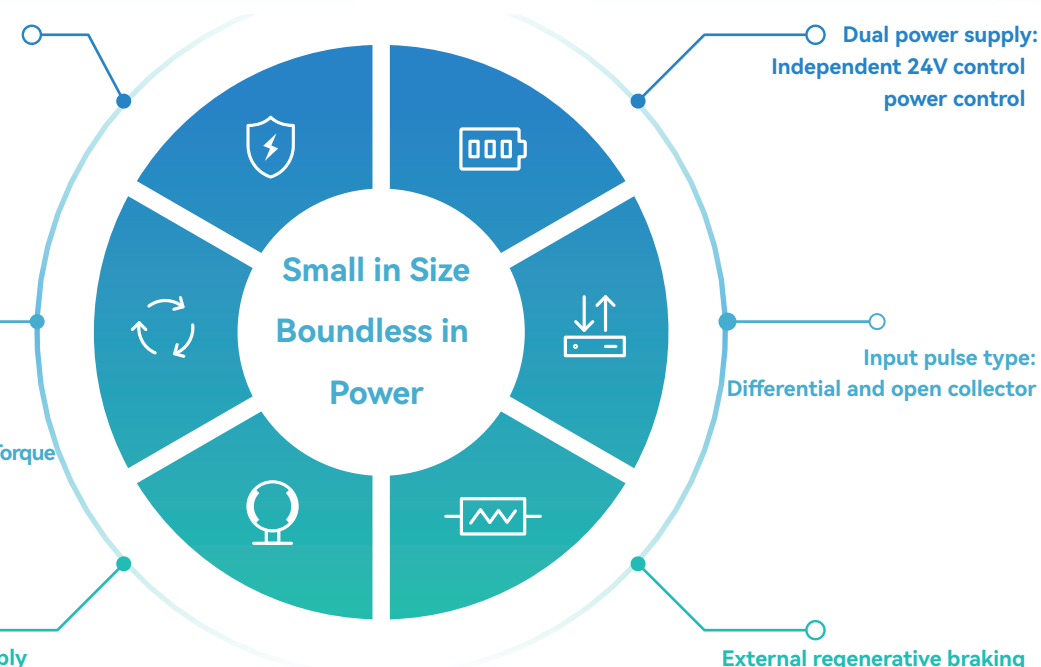 Dual power supply:
Independent 24V control
power control
Small in Size
Boundless in
Power
Input pulse type:
Differential and open collector
External regenerative braking